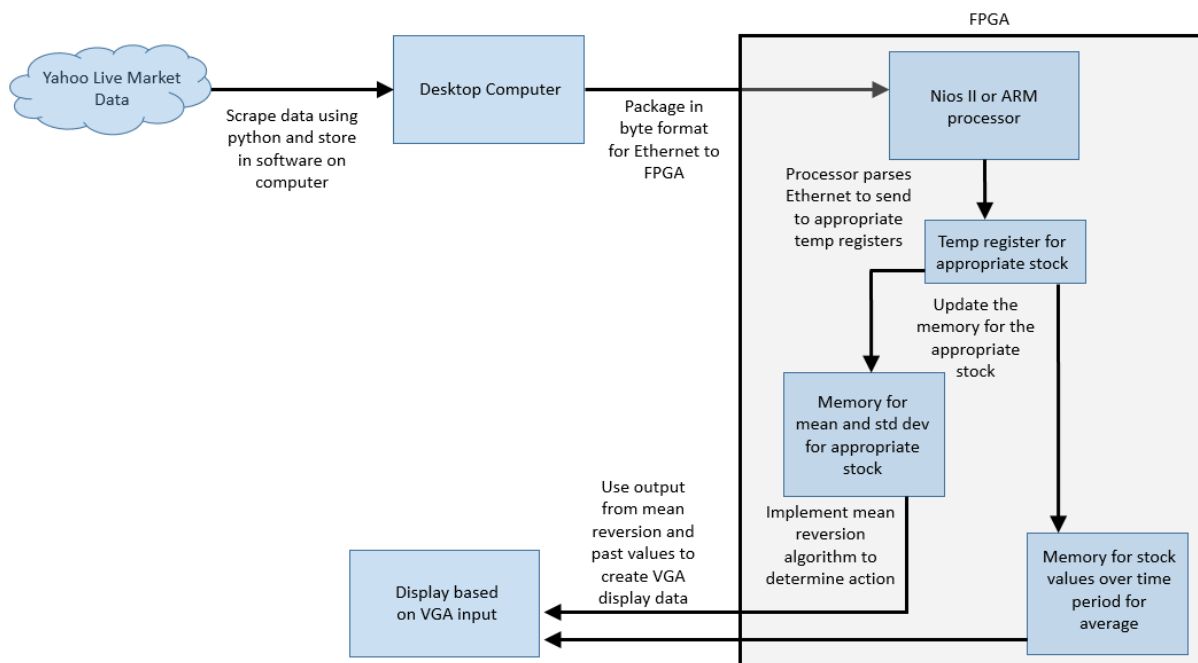 FPGA
Yahoo Live Market
Data
Scrape data using
python and store
in software on
computer
Desktop Computer
Package in
byte format
for Ethernet to
FPGA
Nios II or ARM
processor
Processor parses
Ethernet to send
to appropriate
temp registers
Temp register for
appropriate stock
Update the
memory for the
appropriate
stock
Memory for
mean and std dev
for appropriate
stock
Implement mean
reversion
algorithm to
determine action
Memory for stock
values over time
period for
average
Use output
from mean
reversion and
past values to
create VGA
display data
Display based
on VGA input